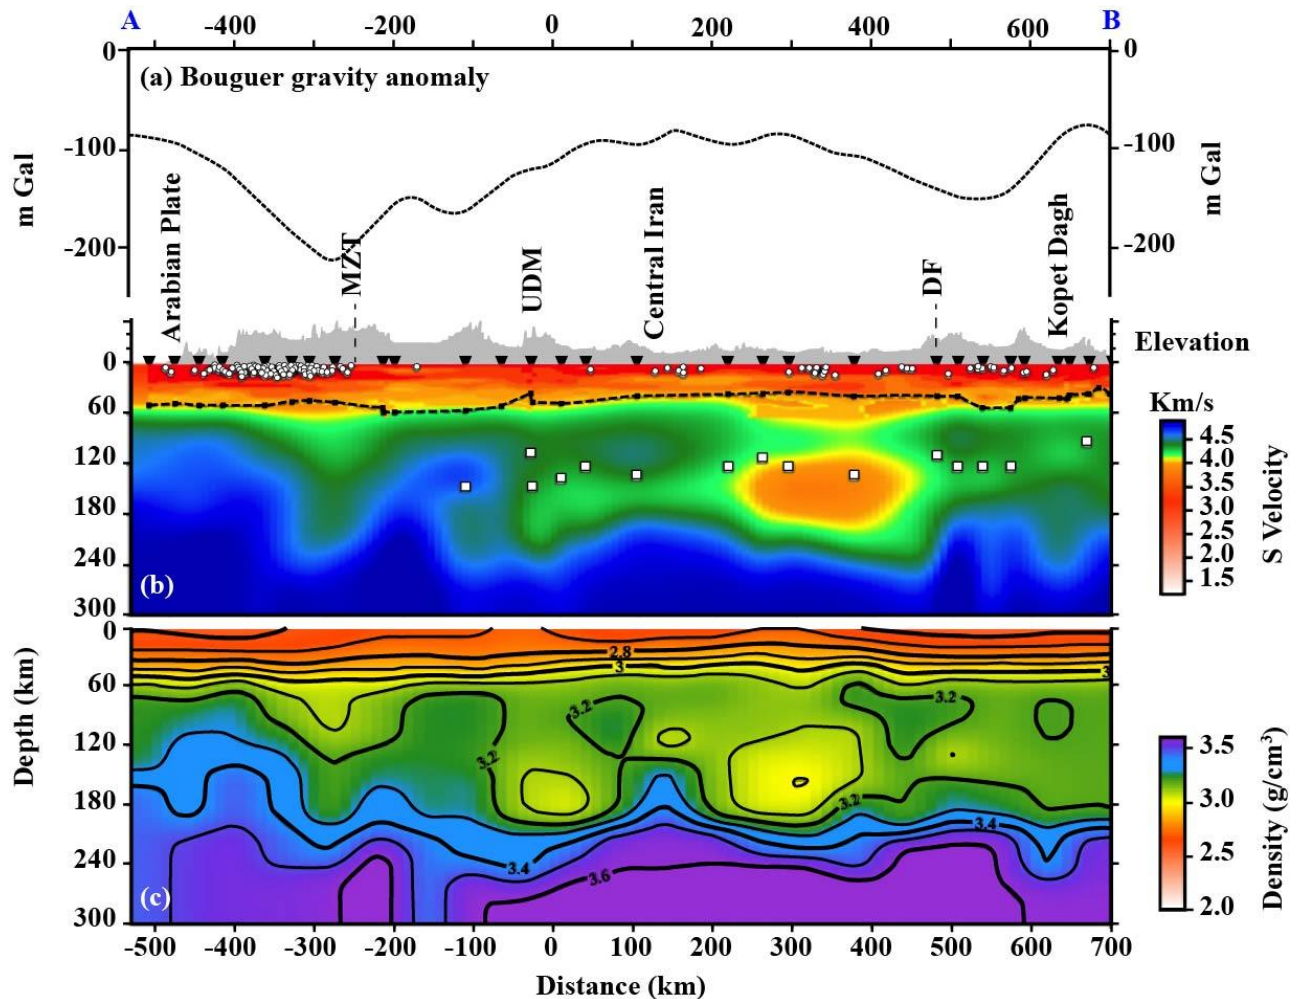 A -400 -200 0 200 400 600 B
0 0
(a) Bouguer gravity anomaly
-100 -100
m Gal m Gal
-200 -200
Arabian Plate MZT UDM Central Iran DF Kopet Dagh
Elevation
0
60
120
180
240
300
(b)
Km/s
4.5
4.0
3.5
3.0
2.5
2.0
1.5
S Velocity
0
60
120
180
240
300
Depth (km)
2.8
3 3
3.2 3.2
3.2
3.2
3.4
3.4
3.6
(c)
3.5
3.0
2.5
2.0
Density (g/cm³)
-500 -400 -300 -200 -100 0 100 200 300 400 500 600 700
Distance (km)